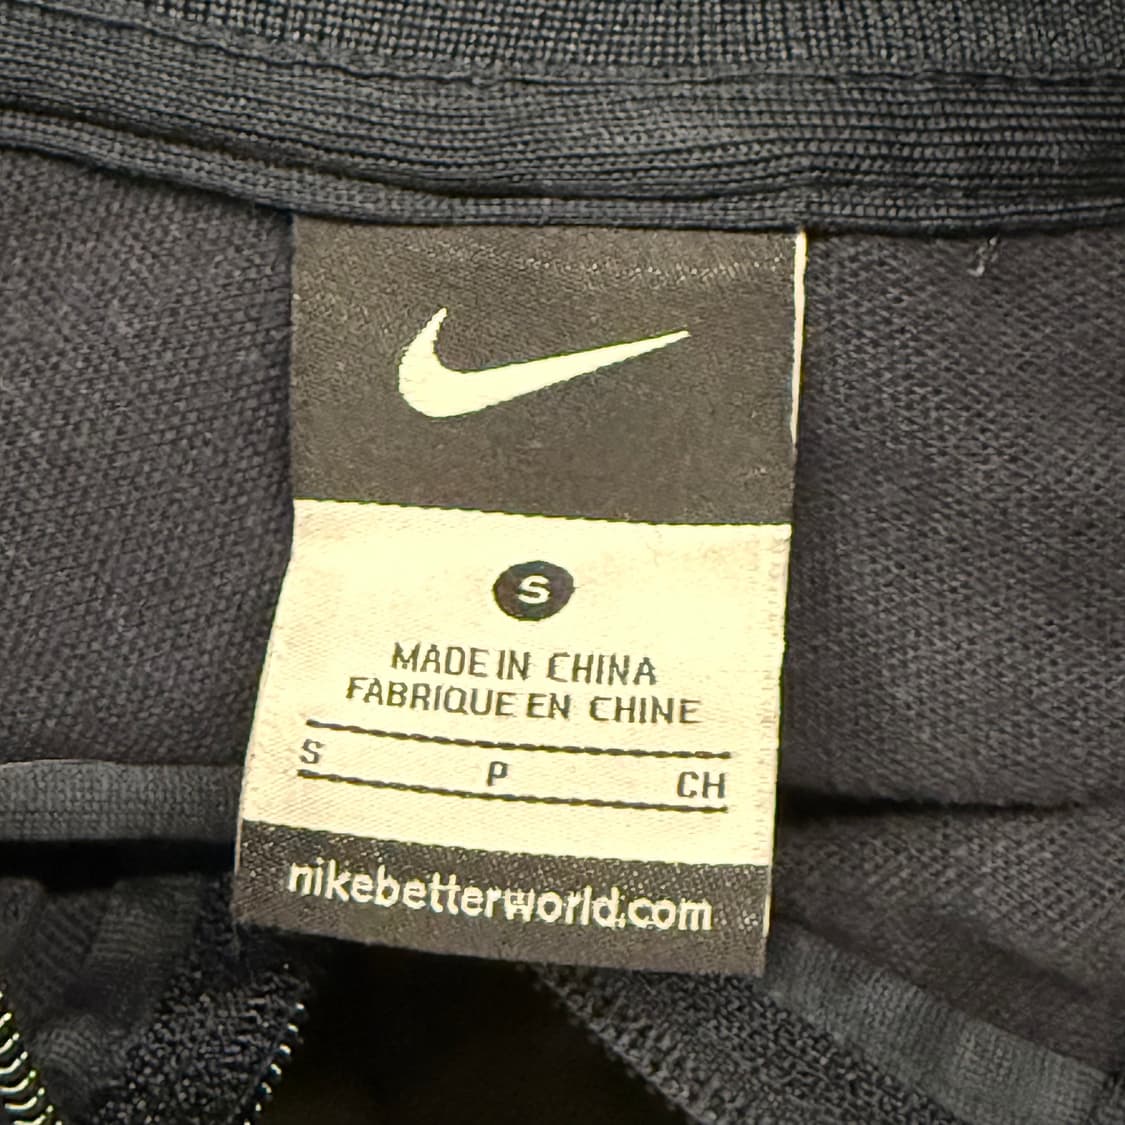 S
MADE IN CHINA
FABRIQUE EN CHINE
S P CH
nikebetterworld.com